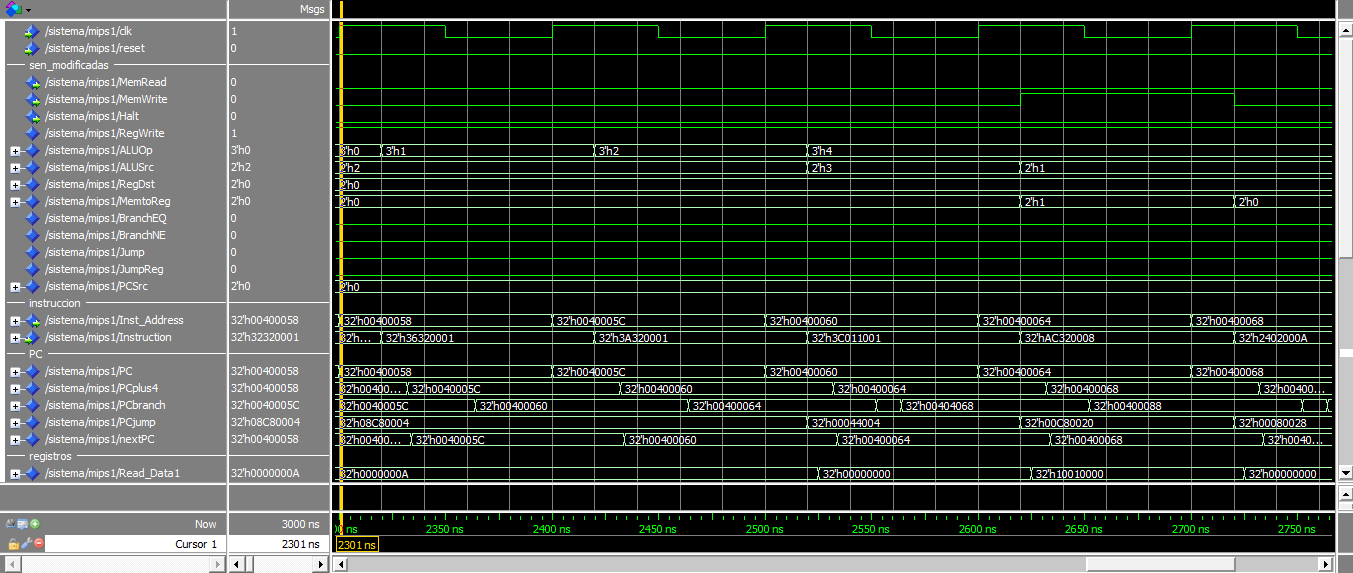 Msgs
/sistema/mips1/clk 1
/sistema/mips1/reset 0
sen_modificadas
/sistema/mips1/MemRead 0
/sistema/mips1/MemWrite 0
/sistema/mips1/Halt 0
/sistema/mips1/RegWrite 1
/sistema/mips1/ALUOp 3'h0 3'h0 3'h1 3'h2 3'h4
/sistema/mips1/ALUSrc 2'h2 2'h2 2'h3 2'h1
/sistema/mips1/RegDst 2'h0 2'h0
/sistema/mips1/MemtoReg 2'h0 2'h0 2'h1 2'h0
/sistema/mips1/BranchEQ 0
/sistema/mips1/BranchNE 0
/sistema/mips1/Jump 0
/sistema/mips1/JumpReg 0
/sistema/mips1/PCSrc 2'h0 2'h0
instruccion
/sistema/mips1/Inst_Address 32'h00400058 32'h00400058 32'h0040005C 32'h00400060 32'h00400064 32'h00400068
/sistema/mips1/Instruction 32'h32320001 32'h... 32'h36320001 32'h3A320001 32'h3C011001 32'hAC320008 32'h2402000A
PC
/sistema/mips1/PC 32'h00400058 32'h00400058 32'h0040005C 32'h00400060 32'h00400064 32'h00400068
/sistema/mips1/PCplus4 32'h00400058 32'h00400... 32'h0040005C 32'h00400060 32'h00400064 32'h00400068 32'h00400...
/sistema/mips1/PCbranch 32'h0040005C 32'h0040005C 32'h00400060 32'h00400064 32'h00404068 32'h00400088
/sistema/mips1/PCjump 32'h08C80004 32'h08C80004 32'h00044004 32'h00C80020 32'h00080028
/sistema/mips1/nextPC 32'h00400058 32'h00400... 32'h0040005C 32'h00400060 32'h00400064 32'h00400068 32'h0040...
registros
/sistema/mips1/Read_Data1 32'h0000000A 32'h0000000A 32'h00000000 32'h10010000 32'h00000000
Now 3000 ns ns 2350 ns 2400 ns 2450 ns 2500 ns 2550 ns 2600 ns 2650 ns 2700 ns 2750 ns
Cursor 1 2301 ns 2301 ns